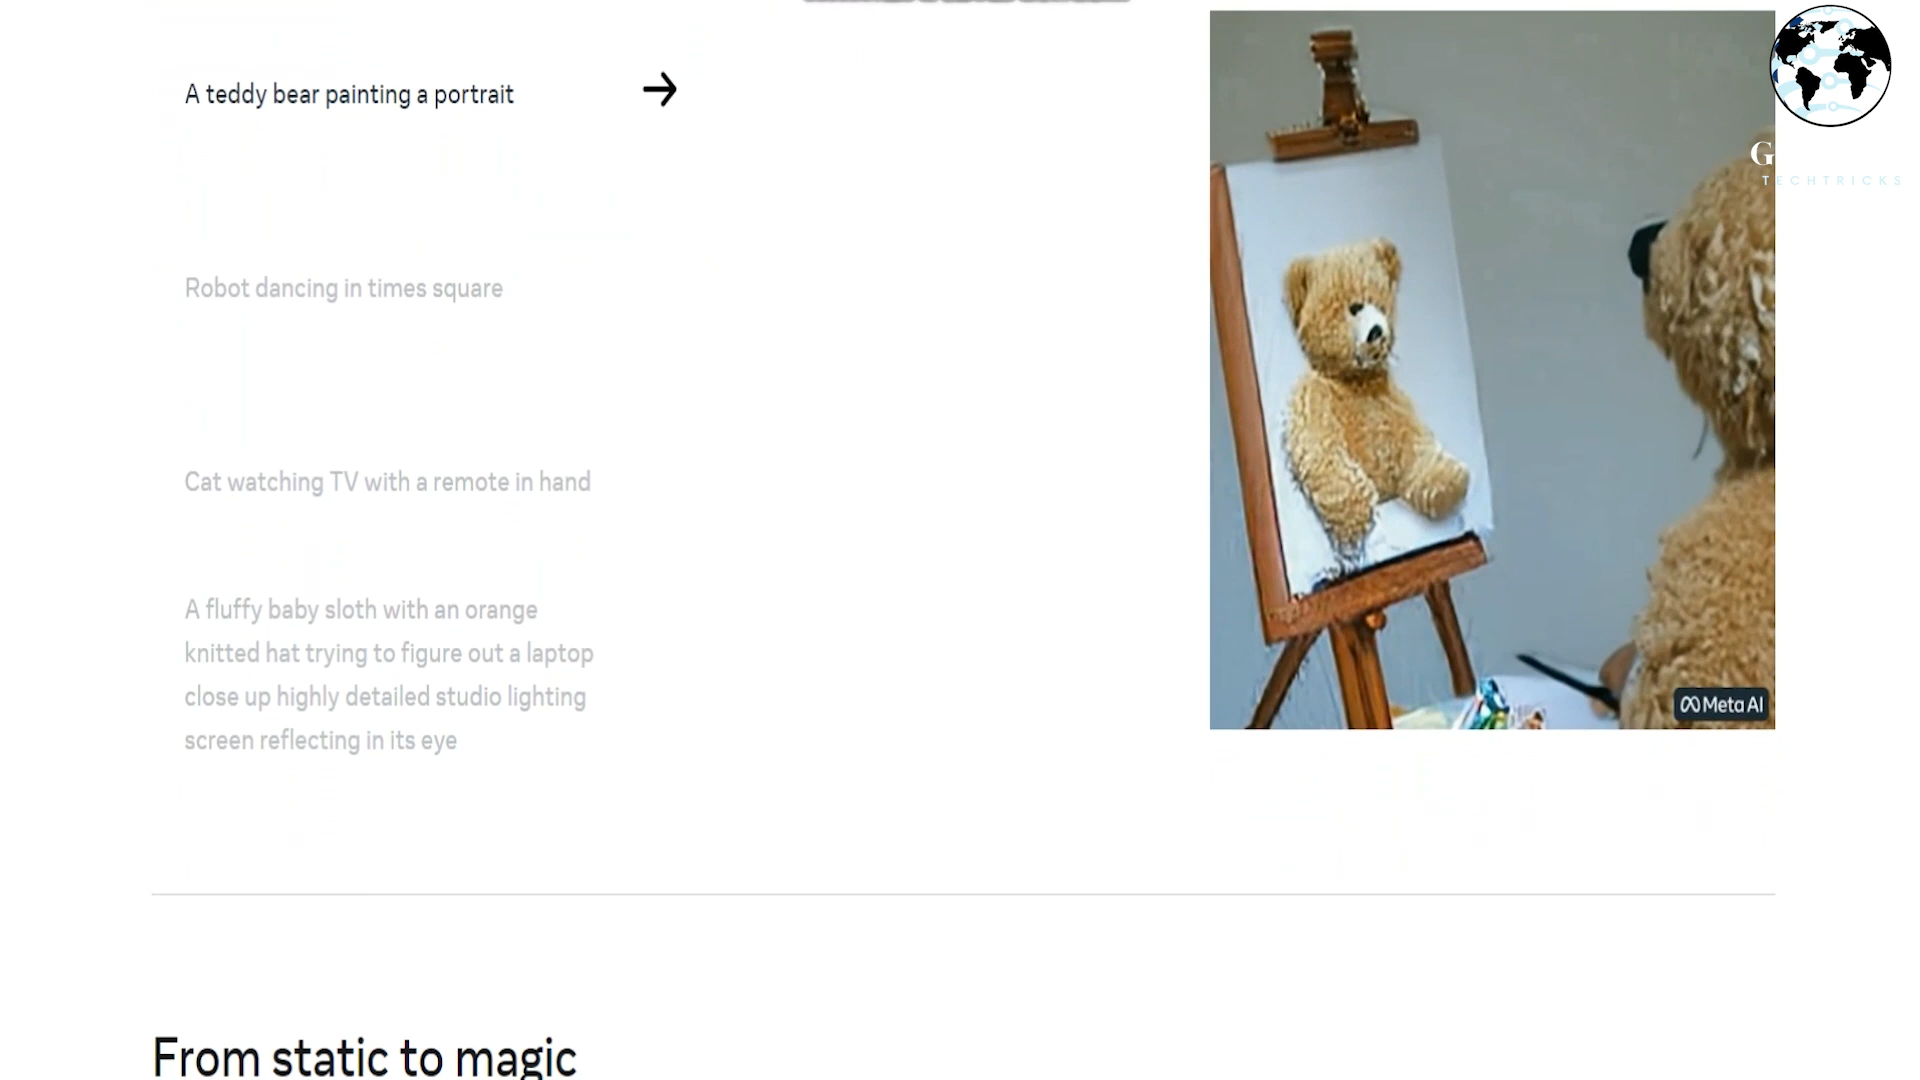 A teddy bear painting a portrait
G
TECHTRICKS
Robot dancing in times square
Cat watching TV with a remote in hand
A fluffy baby sloth with an orange
knitted hat trying to figure out a laptop
close up highly detailed studio lighting
screen reflecting in its eye
Meta AI
From static to magic